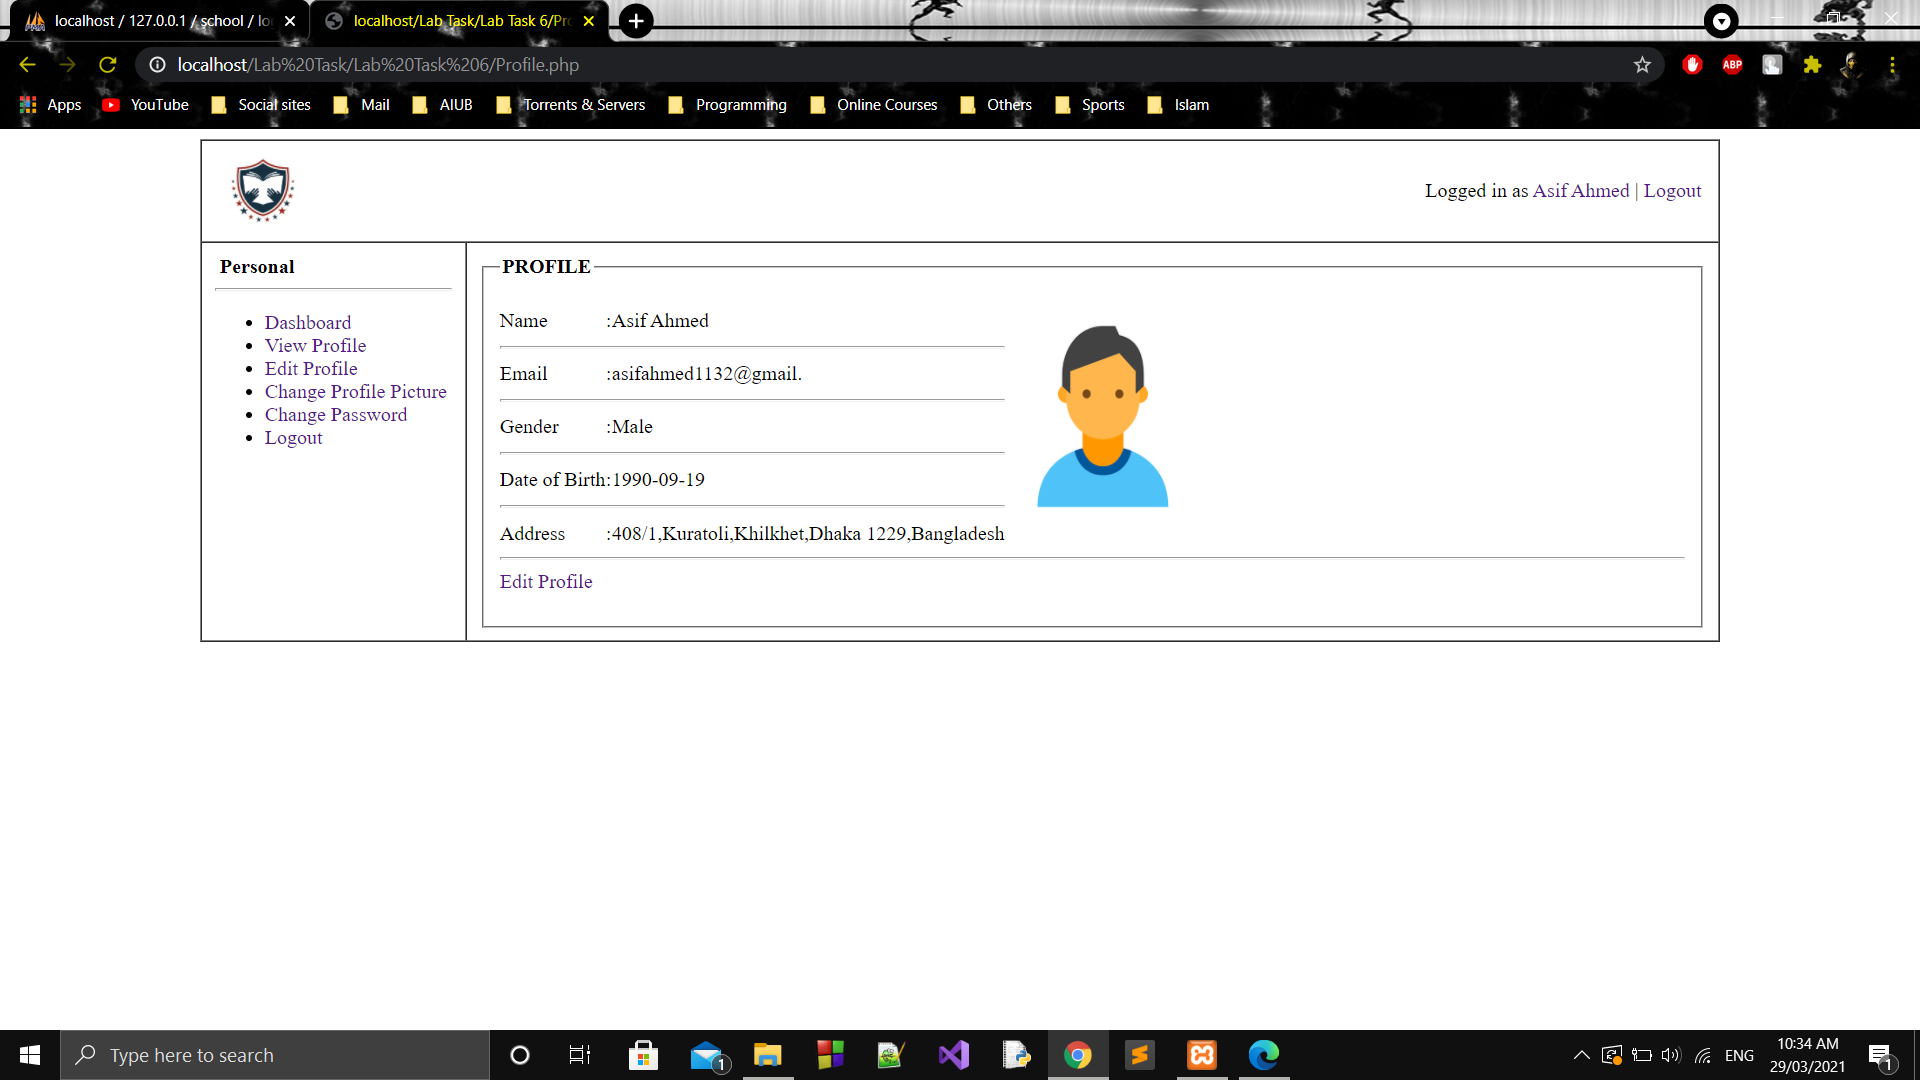 localhost / 127.0.0.1 / school / lo
localhost/Lab Task/Lab Task 6/Pro
localhost/Lab%20Task/Lab%20Task%206/Profile.php
ABP
Apps YouTube Social sites Mail AIUB Torrents & Servers Programming Online Courses Others Sports Islam
Logged in as Asif Ahmed | Logout
Personal
Dashboard
View Profile
Edit Profile
Change Profile Picture
Change Password
Logout
PROFILE
Name :Asif Ahmed
Email :asifahmed1132@gmail.
Gender :Male
Date of Birth:1990-09-19
Address :408/1,Kuratoli,Khilkhet,Dhaka 1229,Bangladesh
Edit Profile
Type here to search
1
ENG
10:34 AM
29/03/2021
1